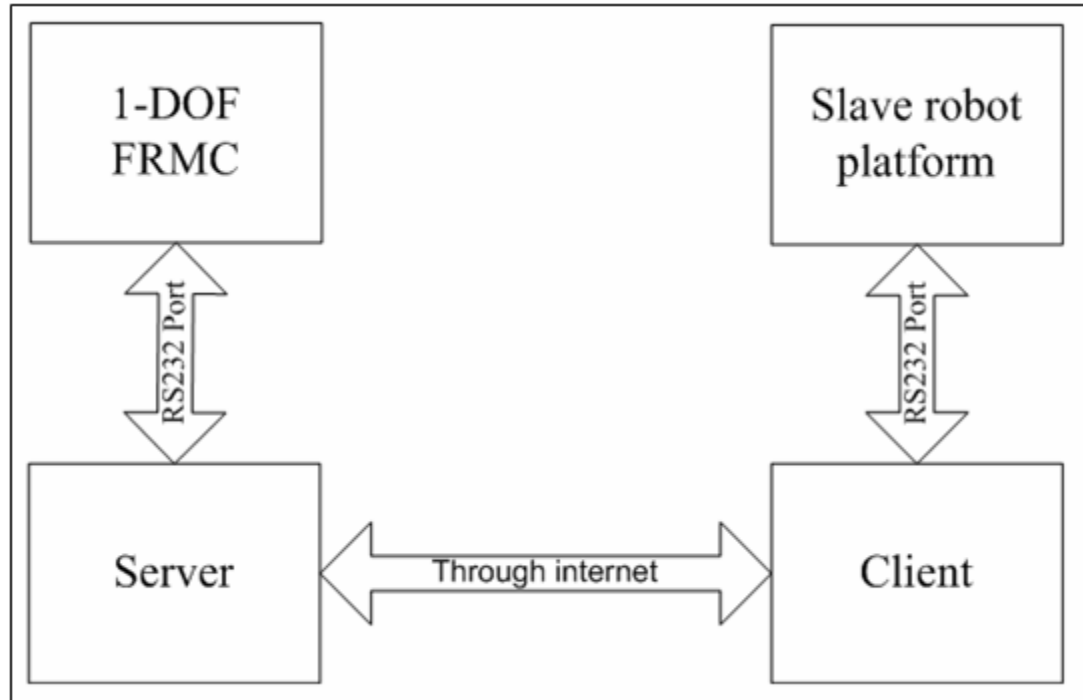 1-DOF
FRMC
Slave robot
platform
RS232 Port
RS232 Port
Server
Through internet
Client